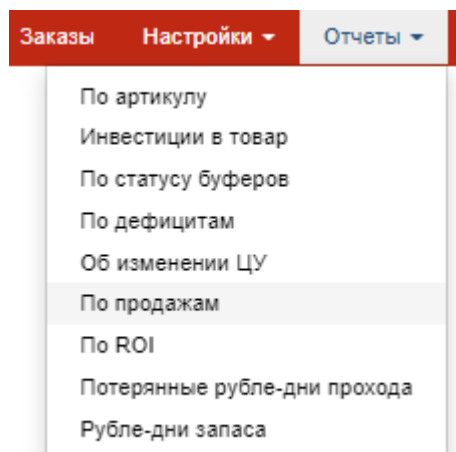 Заказы Настройки Отчеты
По артикулу
Инвестиции в товар
По статусу буферов
По дефицитам
Об изменении ЦУ
По продажам
По ROI
Потерянные рубле-дни прохода
Рубле-дни запаса